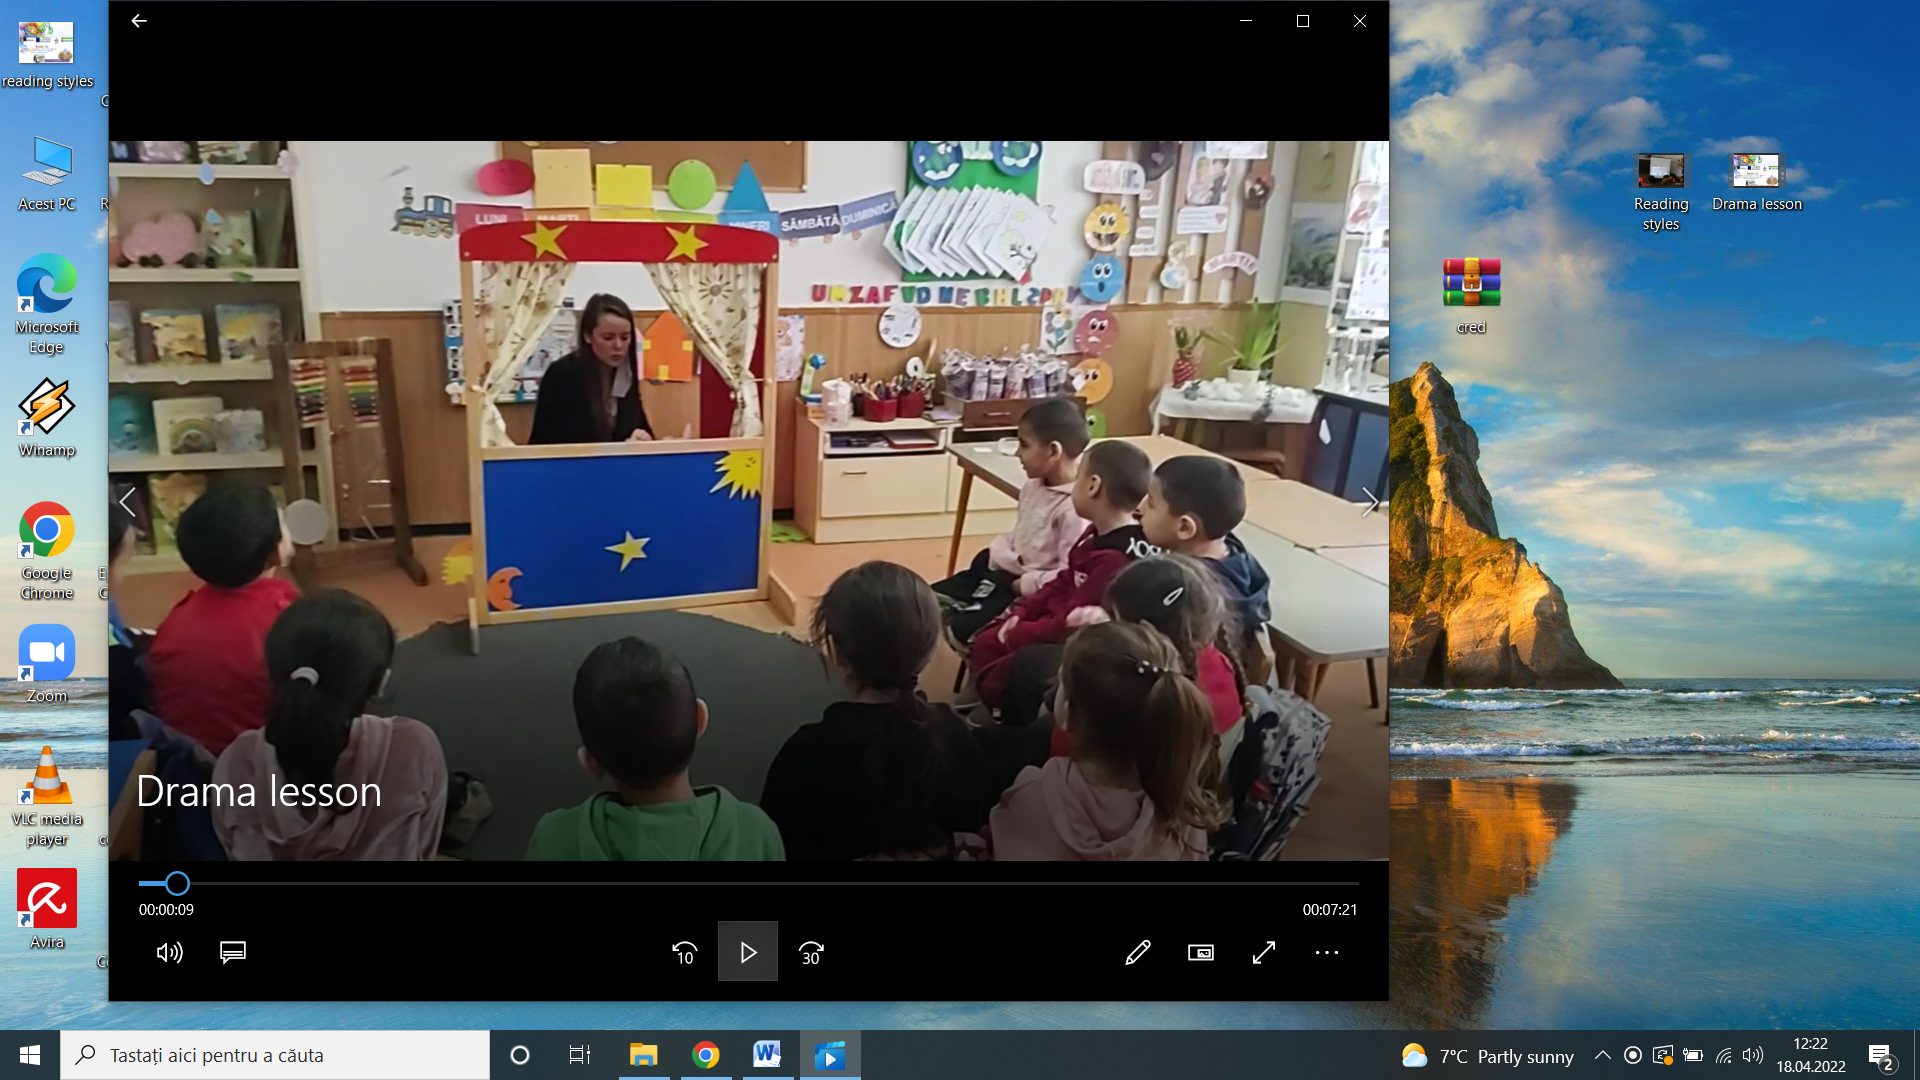 reading styles
Acest PC
Microsoft
Edge
Winamp
Google
Chrome
Zoom
VLC media
player
Avira
LUNI
MARȚI
SÂMBĂTĂ
DUMINICĂ
Drama lesson
00:00:09
00:07:21
10
30
Reading
styles
Drama lesson
cred
Tastați aici pentru a căuta
7°C Partly sunny
12:22
18.04.2022
2